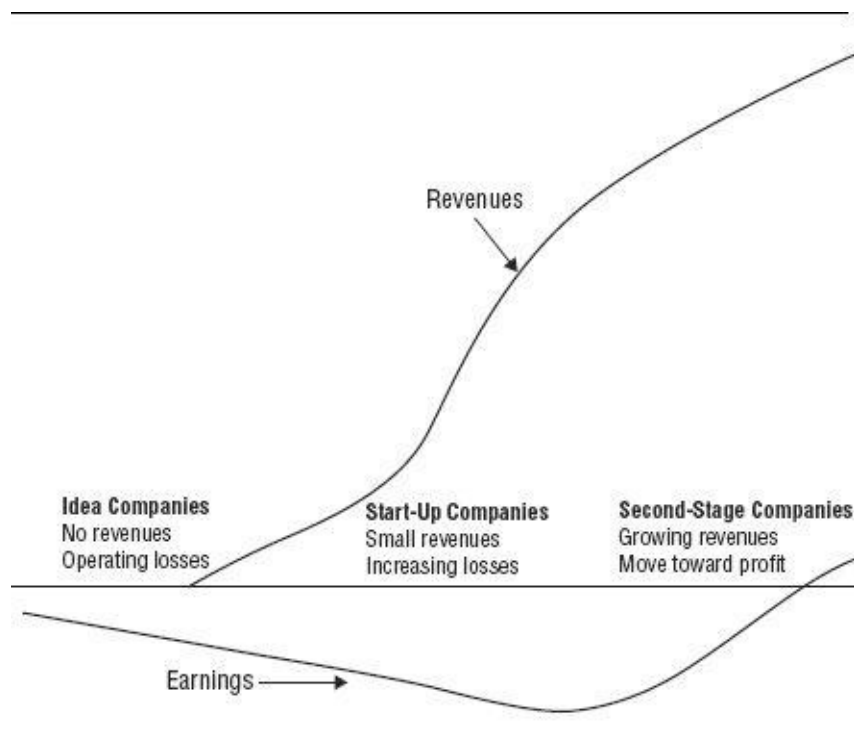 Revenues
Idea Companies
No revenues
Operating losses
Start-Up Companies
Small revenues
Increasing losses
Second-Stage Companies
Growing revenues
Move toward profit
Earnings